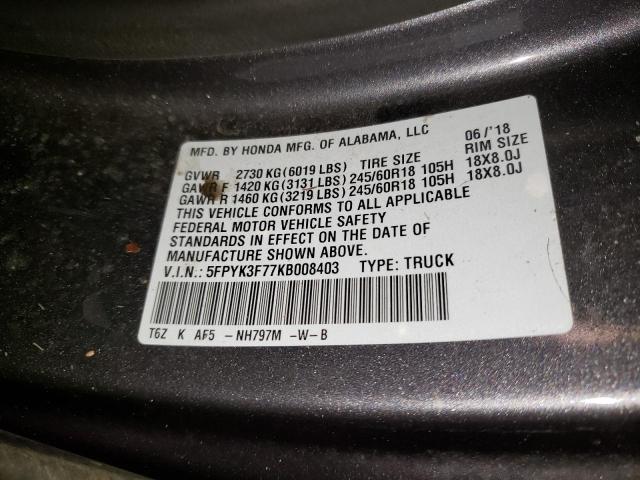 MFD. BY HONDA MFG. OF ALABAMA, LLC 06/'18
GVWR 2730 KG(6019 LBS) TIRE SIZE RIM SIZE
GAWR F 1420 KG(3131 LBS) 245/60R18 105H 18X8.0J
GAWR R 1460 KG(3219 LBS) 245/60R18 105H 18X8.0J
THIS VEHICLE CONFORMS TO ALL APPLICABLE
FEDERAL MOTOR VEHICLE SAFETY
STANDARDS IN EFFECT ON THE DATE OF
MANUFACTURE SHOWN ABOVE.
V.I.N.: 5FPYK3F77KB008403 TYPE: TRUCK
T6Z K AF5 -NH797M -W-B